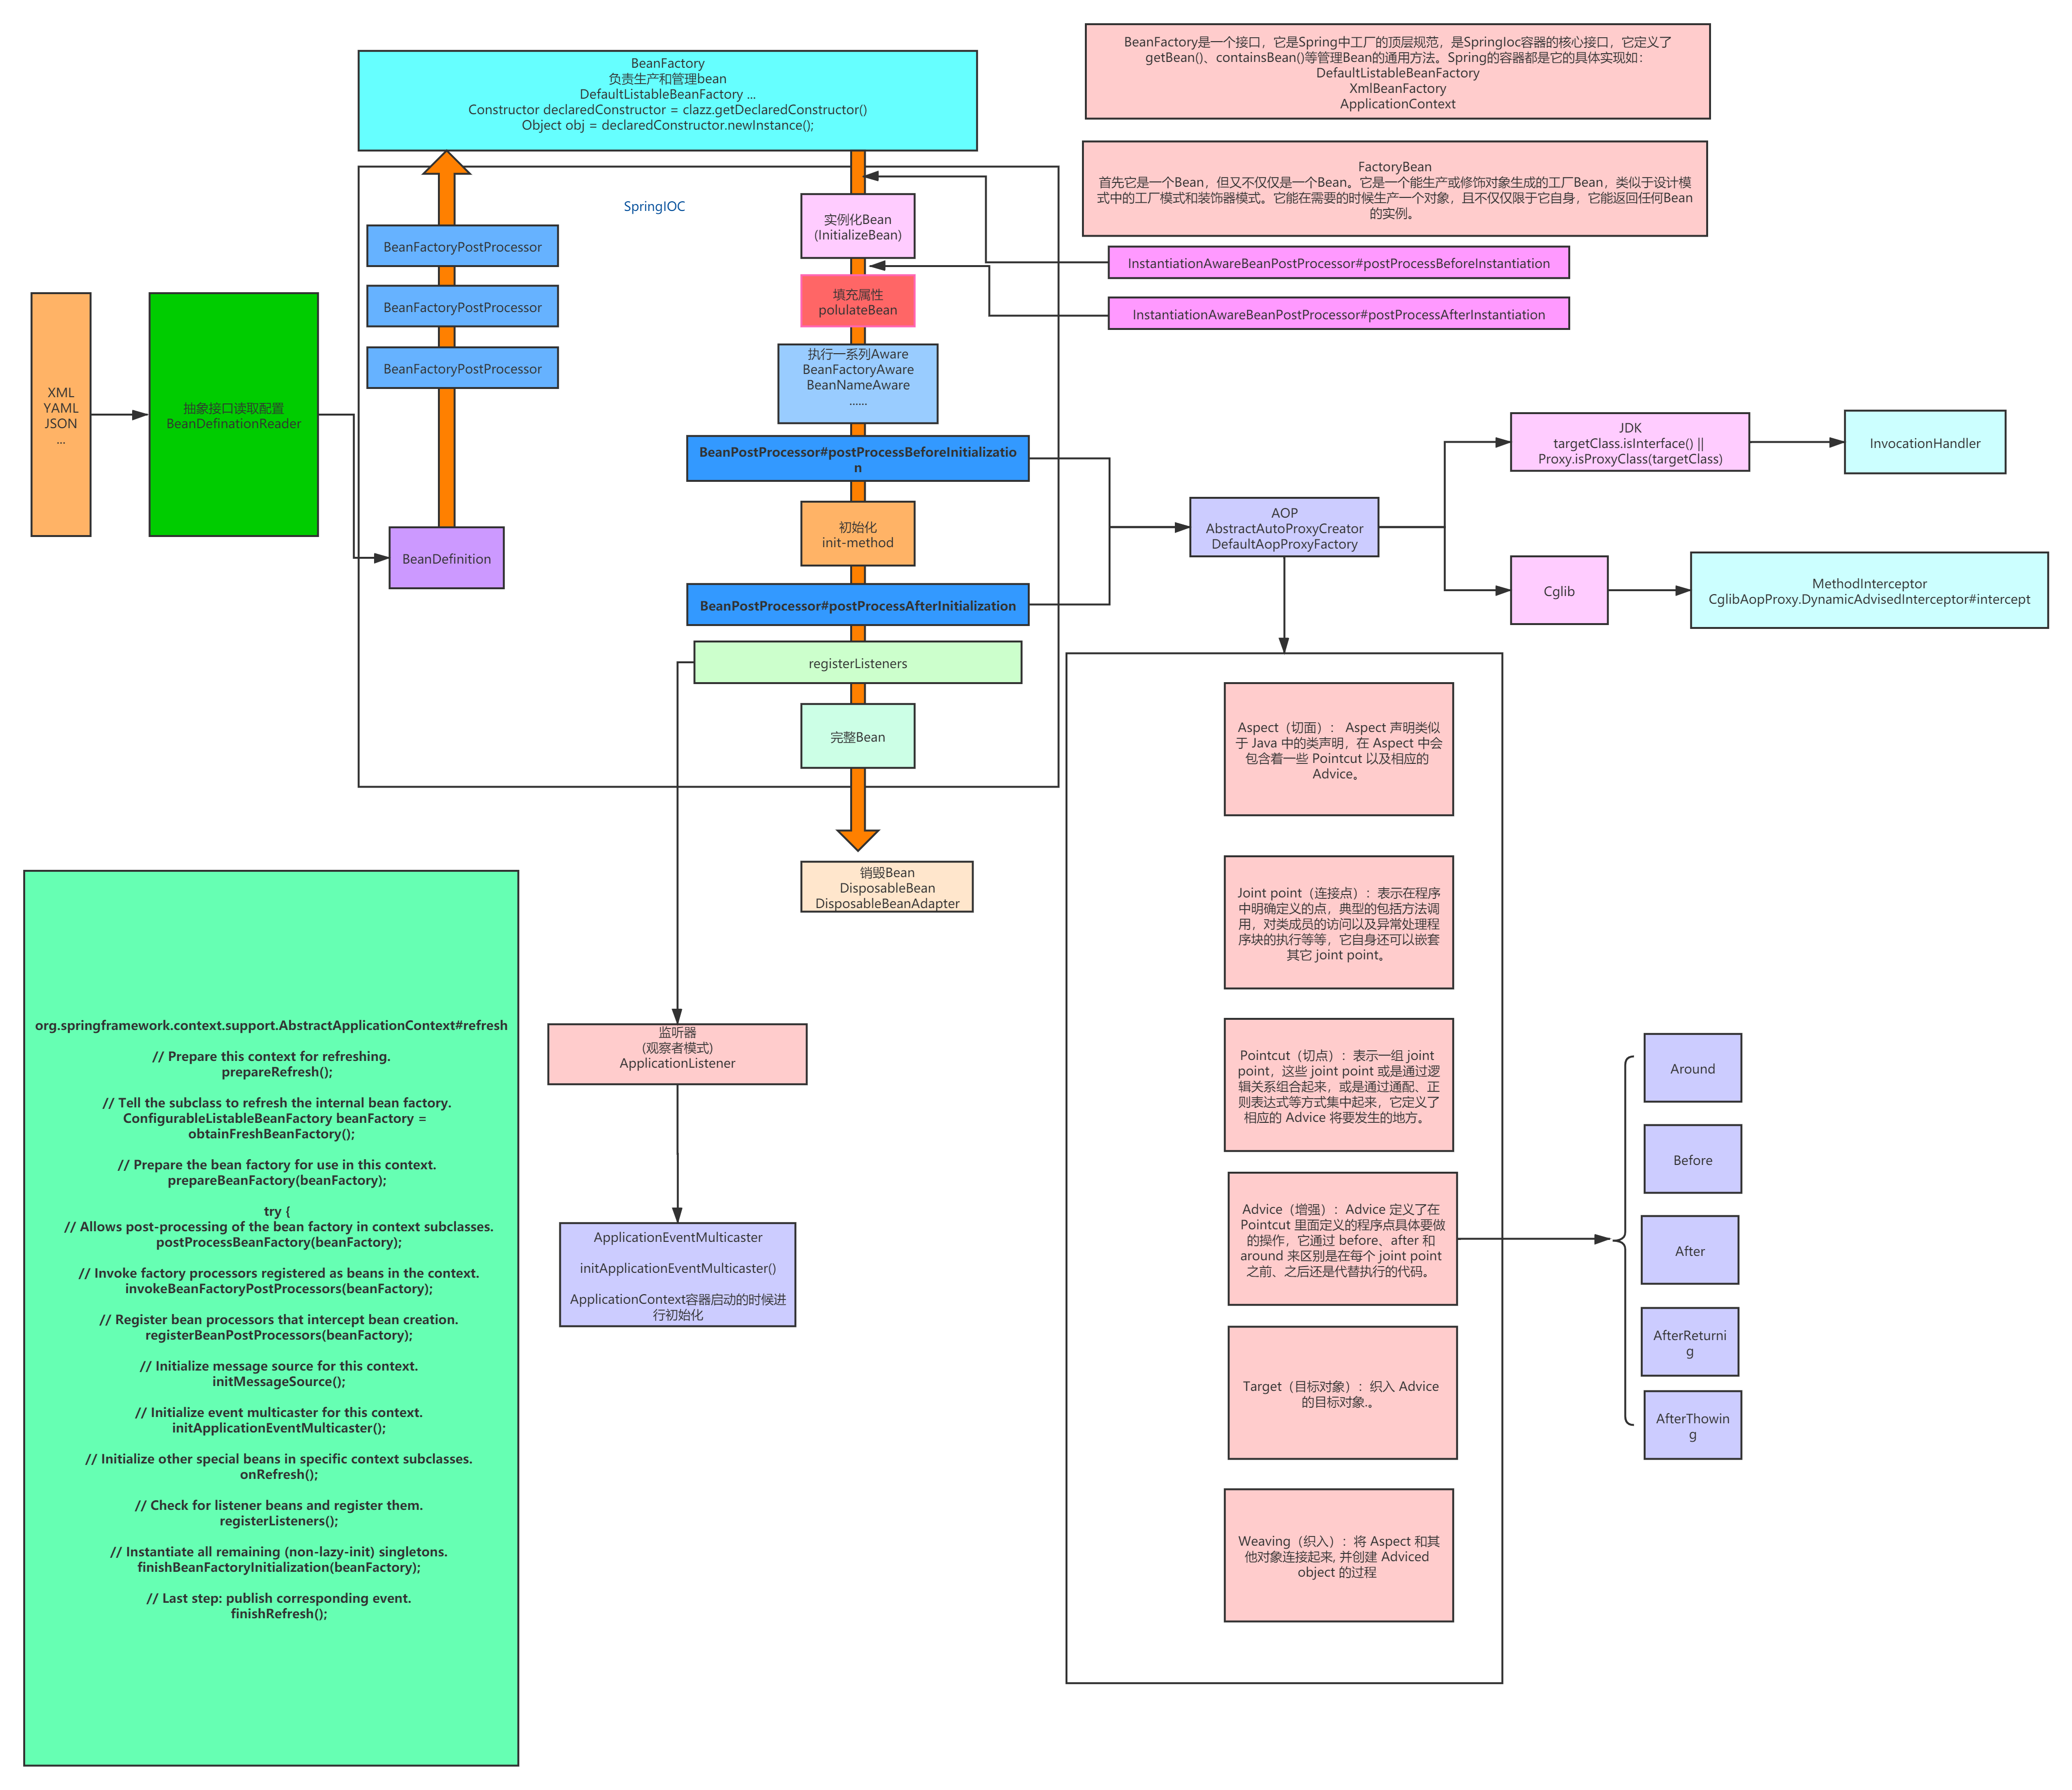 BeanFactory
负责生产和管理bean
DefaultListableBeanFactory ...
Constructor declaredConstructor = clazz.getDeclaredConstructor()
Object obj = declaredConstructor.newInstance();
BeanFactory是一个接口，它是Spring中工厂的顶层规范，是SpringIoc容器的核心接口，它定义了
getBean()、containsBean()等管理Bean的通用方法。Spring的容器都是它的具体实现如：
DefaultListableBeanFactory
XmlBeanFactory
ApplicationContext
FactoryBean
首先它是一个Bean，但又不仅仅是一个Bean。它是一个能生产或修饰对象生成的工厂Bean，类似于设计模
式中的工厂模式和装饰器模式。它能在需要的时候生产一个对象，且不仅仅限于它自身，它能返回任何Bean
的实例。
SpringIOC
BeanFactoryPostProcessor
BeanFactoryPostProcessor
BeanFactoryPostProcessor
XML
YAML
JSON
...
抽象接口读取配置
BeanDefinationReader
BeanDefinition
实例化Bean
(InitializeBean)
填充属性
polulateBean
执行一系列Aware
BeanFactoryAware
BeanNameAware
......
BeanPostProcessor#postProcessBeforeInitializatio
n
初始化
init-method
BeanPostProcessor#postProcessAfterInitialization
registerListeners
完整Bean
销毁Bean
DisposableBean
DisposableBeanAdapter
InstantiationAwareBeanPostProcessor#postProcessBeforeInstantiation
InstantiationAwareBeanPostProcessor#postProcessAfterInstantiation
AOP
AbstractAutoProxyCreator
DefaultAopProxyFactory
JDK
targetClass.isInterface() ||
Proxy.isProxyClass(targetClass)
InvocationHandler
Cglib
MethodInterceptor
CglibAopProxy.DynamicAdvisedInterceptor#intercept
Aspect（切面）： Aspect 声明类似
于 Java 中的类声明，在 Aspect 中会
包含着一些 Pointcut 以及相应的
Advice。
Joint point（连接点）：表示在程序
中明确定义的点，典型的包括方法调
用，对类成员的访问以及异常处理程
序块的执行等等，它自身还可以嵌套
其它 joint point。
Pointcut（切点）：表示一组 joint
point，这些 joint point 或是通过逻
辑关系组合起来，或是通过通配、正
则表达式等方式集中起来，它定义了
相应的 Advice 将要发生的地方。
Advice（增强）：Advice 定义了在
Pointcut 里面定义的程序点具体要做
的操作，它通过 before、after 和
around 来区别是在每个 joint point
之前、之后还是代替执行的代码。
Target（目标对象）：织入 Advice
的目标对象.。
Weaving（织入）：将 Aspect 和其
他对象连接起来, 并创建 Adviced
object 的过程
Around
Before
After
AfterReturni
g
AfterThowin
g
监听器
(观察者模式)
ApplicationListener
ApplicationEventMulticaster
initApplicationEventMulticaster()
ApplicationContext容器启动的时候进
行初始化
org.springframework.context.support.AbstractApplicationContext#refresh
// Prepare this context for refreshing.
prepareRefresh();
// Tell the subclass to refresh the internal bean factory.
ConfigurableListableBeanFactory beanFactory =
obtainFreshBeanFactory();
// Prepare the bean factory for use in this context.
prepareBeanFactory(beanFactory);
try {
// Allows post-processing of the bean factory in context subclasses.
postProcessBeanFactory(beanFactory);
// Invoke factory processors registered as beans in the context.
invokeBeanFactoryPostProcessors(beanFactory);
// Register bean processors that intercept bean creation.
registerBeanPostProcessors(beanFactory);
// Initialize message source for this context.
initMessageSource();
// Initialize event multicaster for this context.
initApplicationEventMulticaster();
// Initialize other special beans in specific context subclasses.
onRefresh();
// Check for listener beans and register them.
registerListeners();
// Instantiate all remaining (non-lazy-init) singletons.
finishBeanFactoryInitialization(beanFactory);
// Last step: publish corresponding event.
finishRefresh();